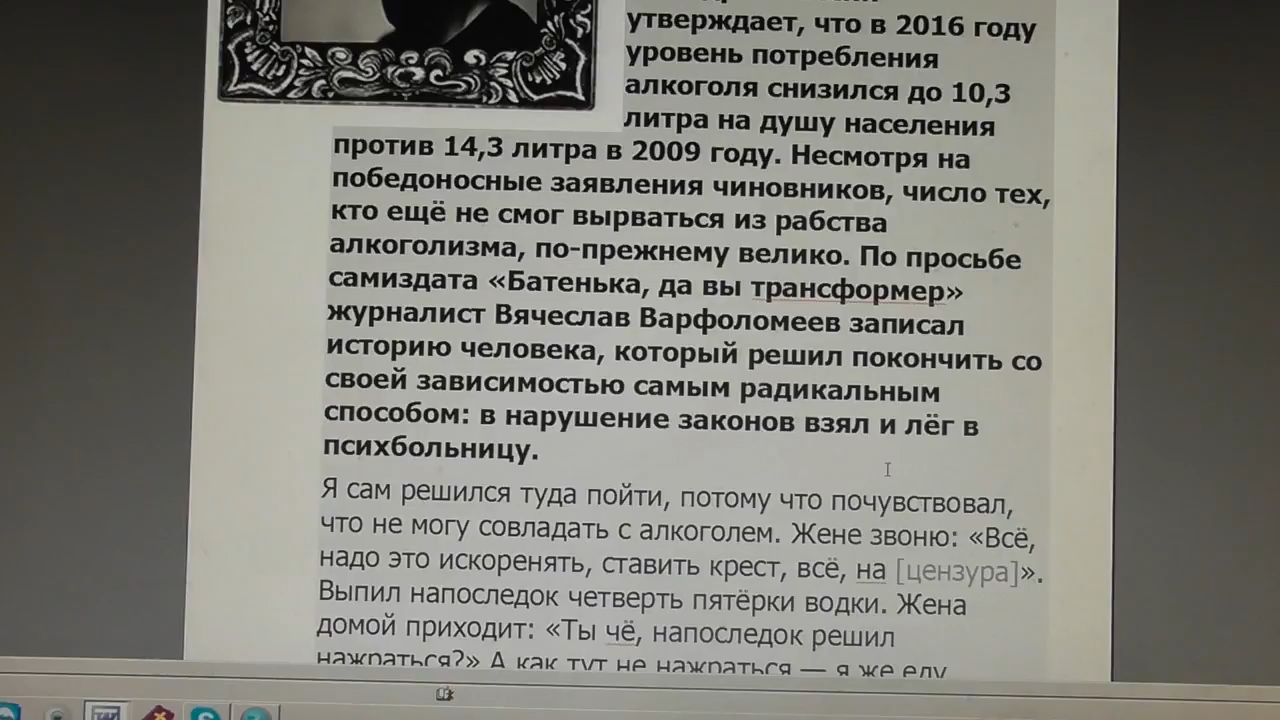 утверждает, что в 2016 году
уровень потребления
алкоголя снизился до 10,3
литра на душу населения
против 14,3 литра в 2009 году. Несмотря на
победоносные заявления чиновников, число тех,
кто ещё не смог вырваться из рабства
алкоголизма, по-прежнему велико. По просьбе
самиздата «Батенька, да вы трансформер»
журналист Вячеслав Варфоломеев записал
историю человека, который решил покончить со
своей зависимостью самым радикальным
способом: в нарушение законов взял и лёг в
психбольницу.
Я сам решился туда пойти, потому что почувствовал,
что не могу совладать с алкоголем. Жене звоню: «Всё,
надо это искоренять, ставить крест, всё, на [цензура]».
Выпил напоследок четверть пятёрки водки. Жена
домой приходит: «Ты чё, напоследок решил
нажраться?» А как тут не нажраться — я же еду